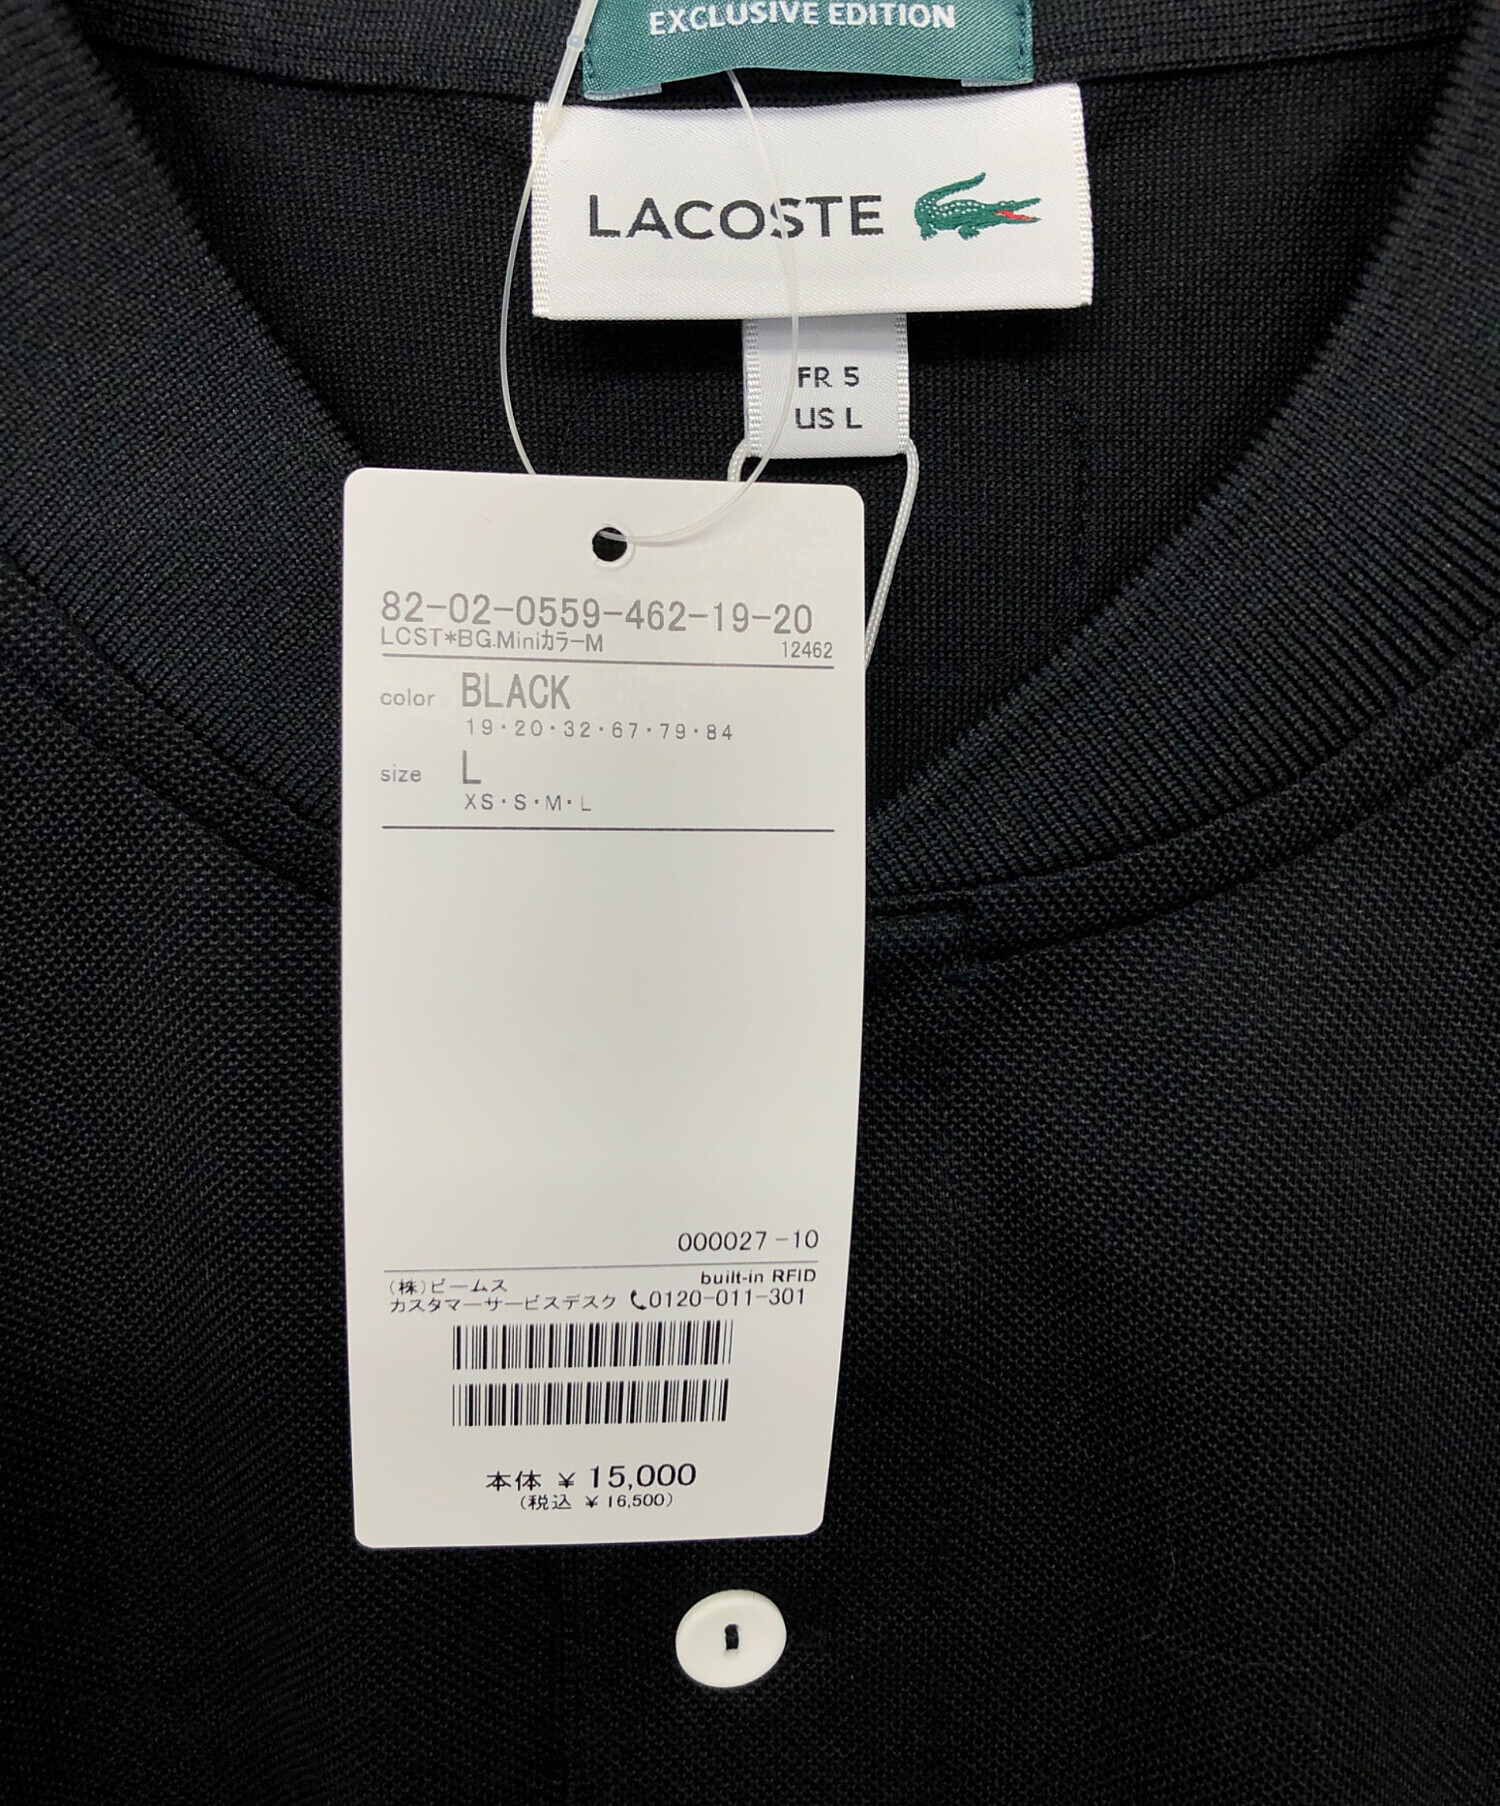 EXCLUSIVE EDITION
LACOSTE
FR 5
US L
82-02-0559-462-19-20
LCST*BG.MiniカラーM
12462
color BLACK
19・20・32・67・79・84
size L
XS・S・M・L
000027-10
(株)ビームス built-in RFID
カスタマーサービスデスク 0120-011-301
本体 ¥ 15,000
(税込 ¥ 16,500)